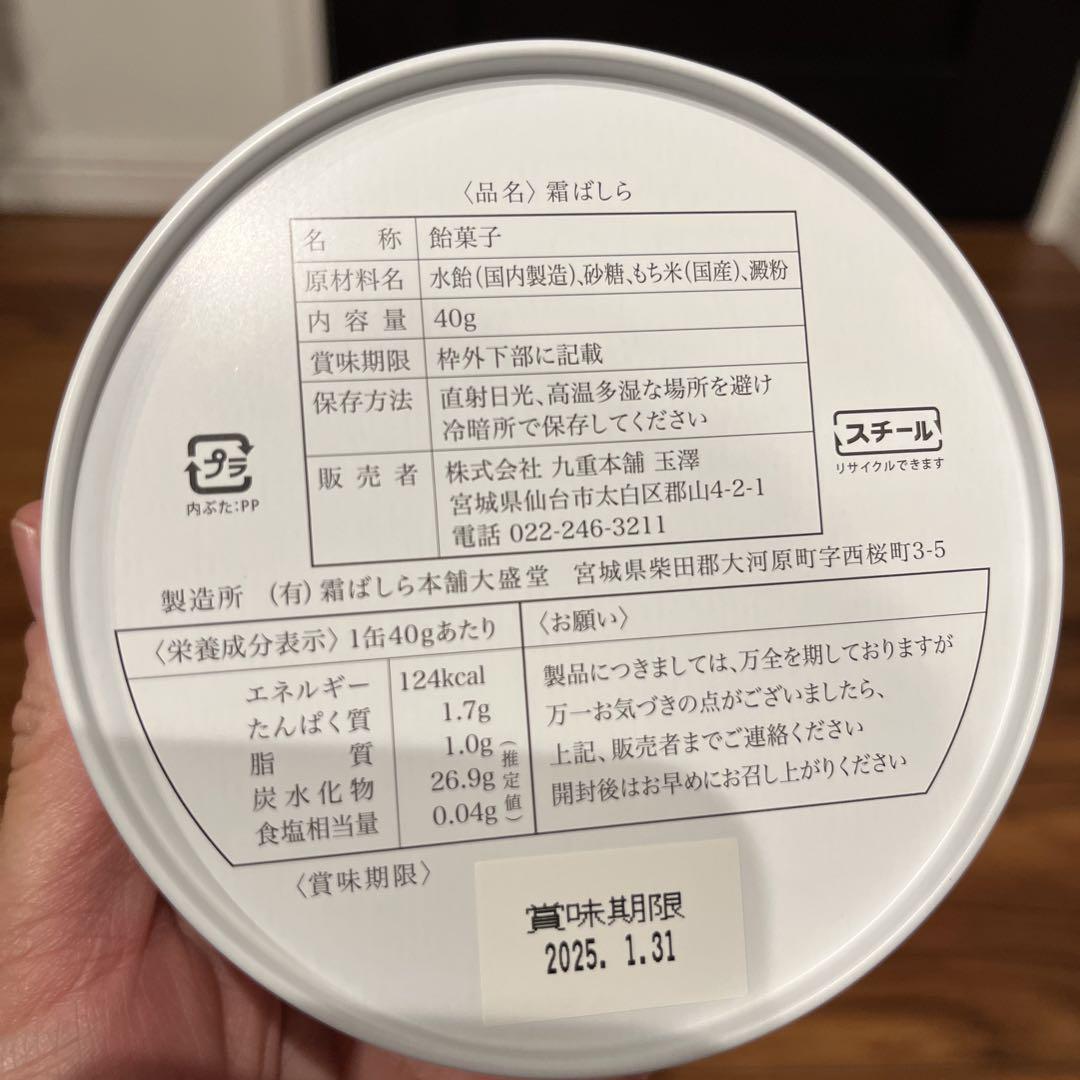 〈品名〉霜ばしら
名称 飴菓子
原材料名 水飴(国内製造)、砂糖、もち米(国産)、澱粉
内容量 40g
賞味期限 枠外下部に記載
保存方法 直射日光、高温多湿な場所を避け
冷暗所で保存してください
販売者 株式会社 九重本舗 玉澤
宮城県仙台市太白区郡山4-2-1
電話 022-246-3211
プラ
内ぶた:PP
スチール
リサイクルできます
製造所 (有)霜ばしら本舗大盛堂 宮城県柴田郡大河原町字西桜町3-5
〈栄養成分表示〉1缶40gあたり
エネルギー 124kcal
たんぱく質 1.7g
脂質 1.0g
炭水化物 26.9g
食塩相当量 0.04g
(推定値)
〈お願い〉
製品につきましては、万全を期しておりますが
万一お気づきの点がございましたら、
上記、販売者までご連絡ください
開封後はお早めにお召し上がりください
〈賞味期限〉
賞味期限
2025. 1.31